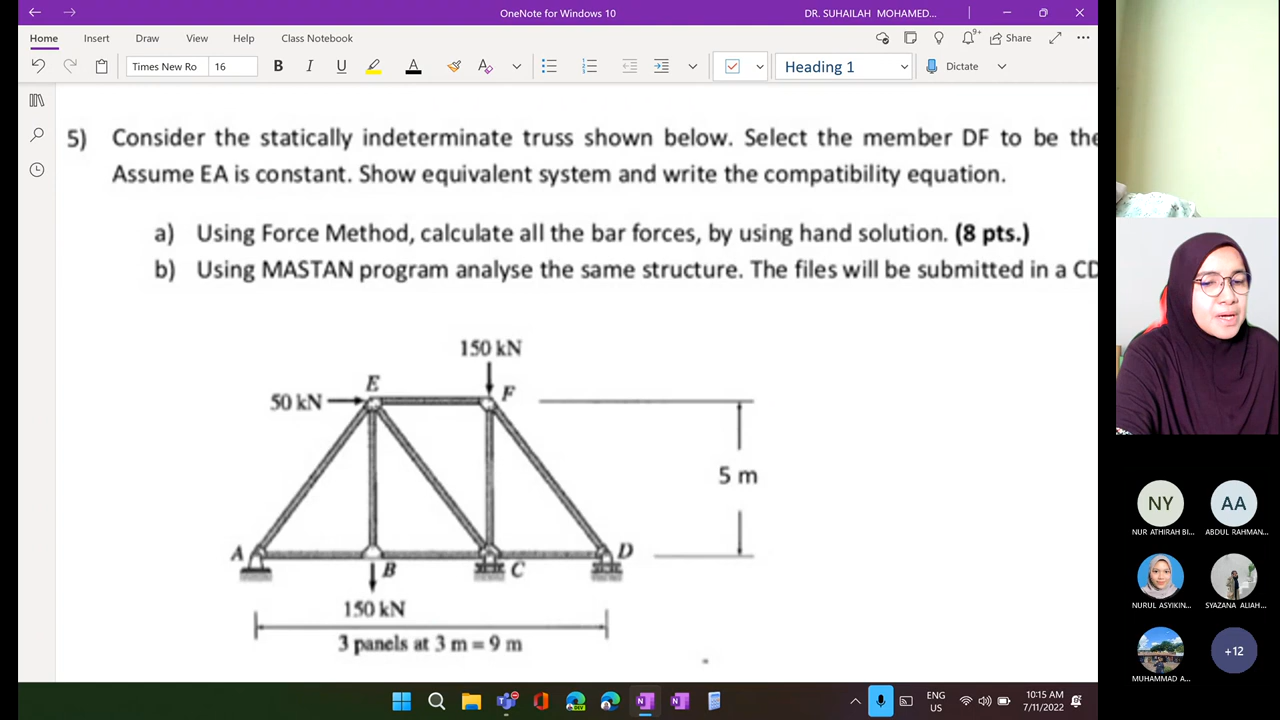 OneNote for Windows 10
DR. SUHAILAH MOHAMED...
Home Insert Draw View Help Class Notebook
9+ Share
Times New Ro 16 B I U A Heading 1 Dictate
5) Consider the statically indeterminate truss shown below. Select the member DF to be the
Assume EA is constant. Show equivalent system and write the compatibility equation.
a) Using Force Method, calculate all the bar forces, by using hand solution. (8 pts.)
b) Using MASTAN program analyse the same structure. The files will be submitted in a CD
150 kN
E
F
50 kN
5 m
A
B
C
D
150 kN
3 panels at 3 m = 9 m
NY
AA
NUR ATHIRAH BI...
ABDUL RAHMAN...
NURUL ASYIKIN...
SYAZANA ALIAH...
MUHAMMAD A...
+12
ENG
US
10:15 AM
7/11/2022